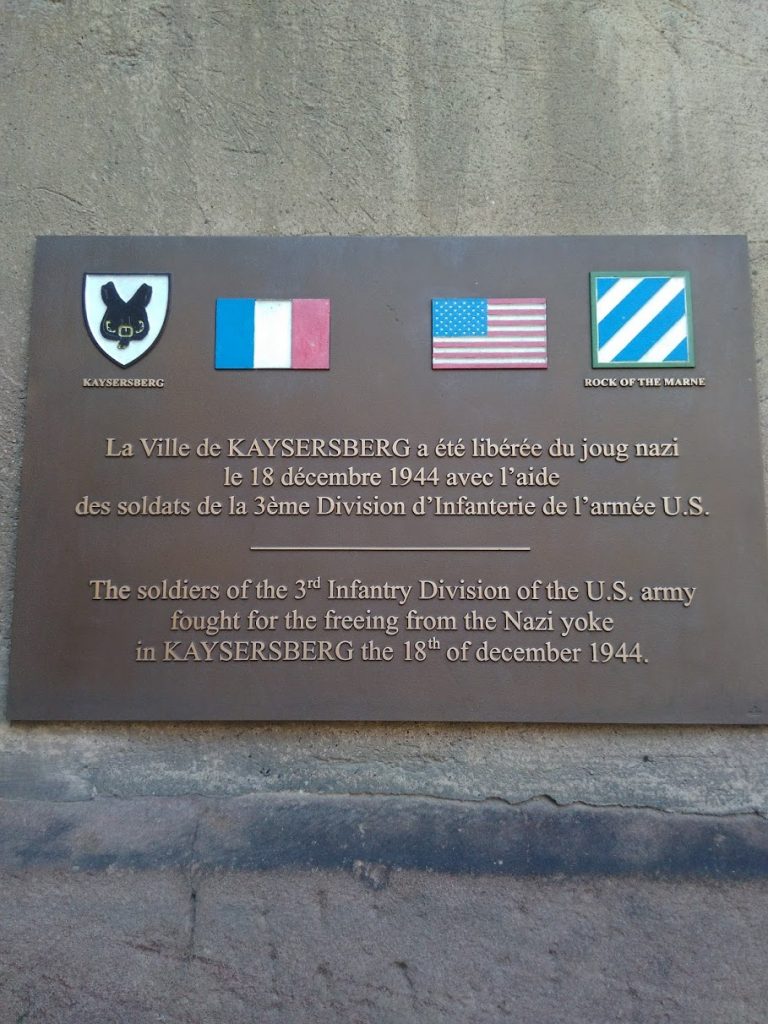 KAYSERSBERG
ROCK OF THE MARNE
La Ville de KAYSERSBERG a été libérée du joug nazi
le 18 décembre 1944 avec l'aide
des soldats de la 3ème Division d'Infanterie de l'armée U.S.
The soldiers of the 3rd Infantry Division of the U.S. army
fought for the freeing from the Nazi yoke
in KAYSERSBERG the 18th of december 1944.